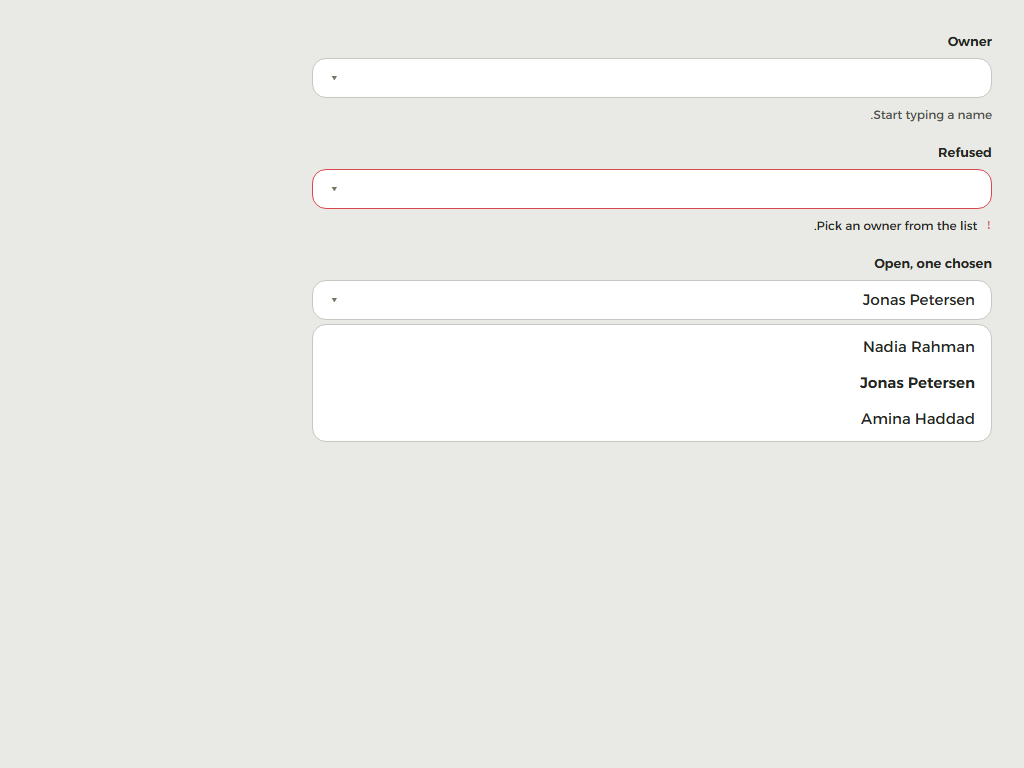 Owner
.Start typing a name
Refused
! .Pick an owner from the list
Open, one chosen
Jonas Petersen
Nadia Rahman
Jonas Petersen
Amina Haddad